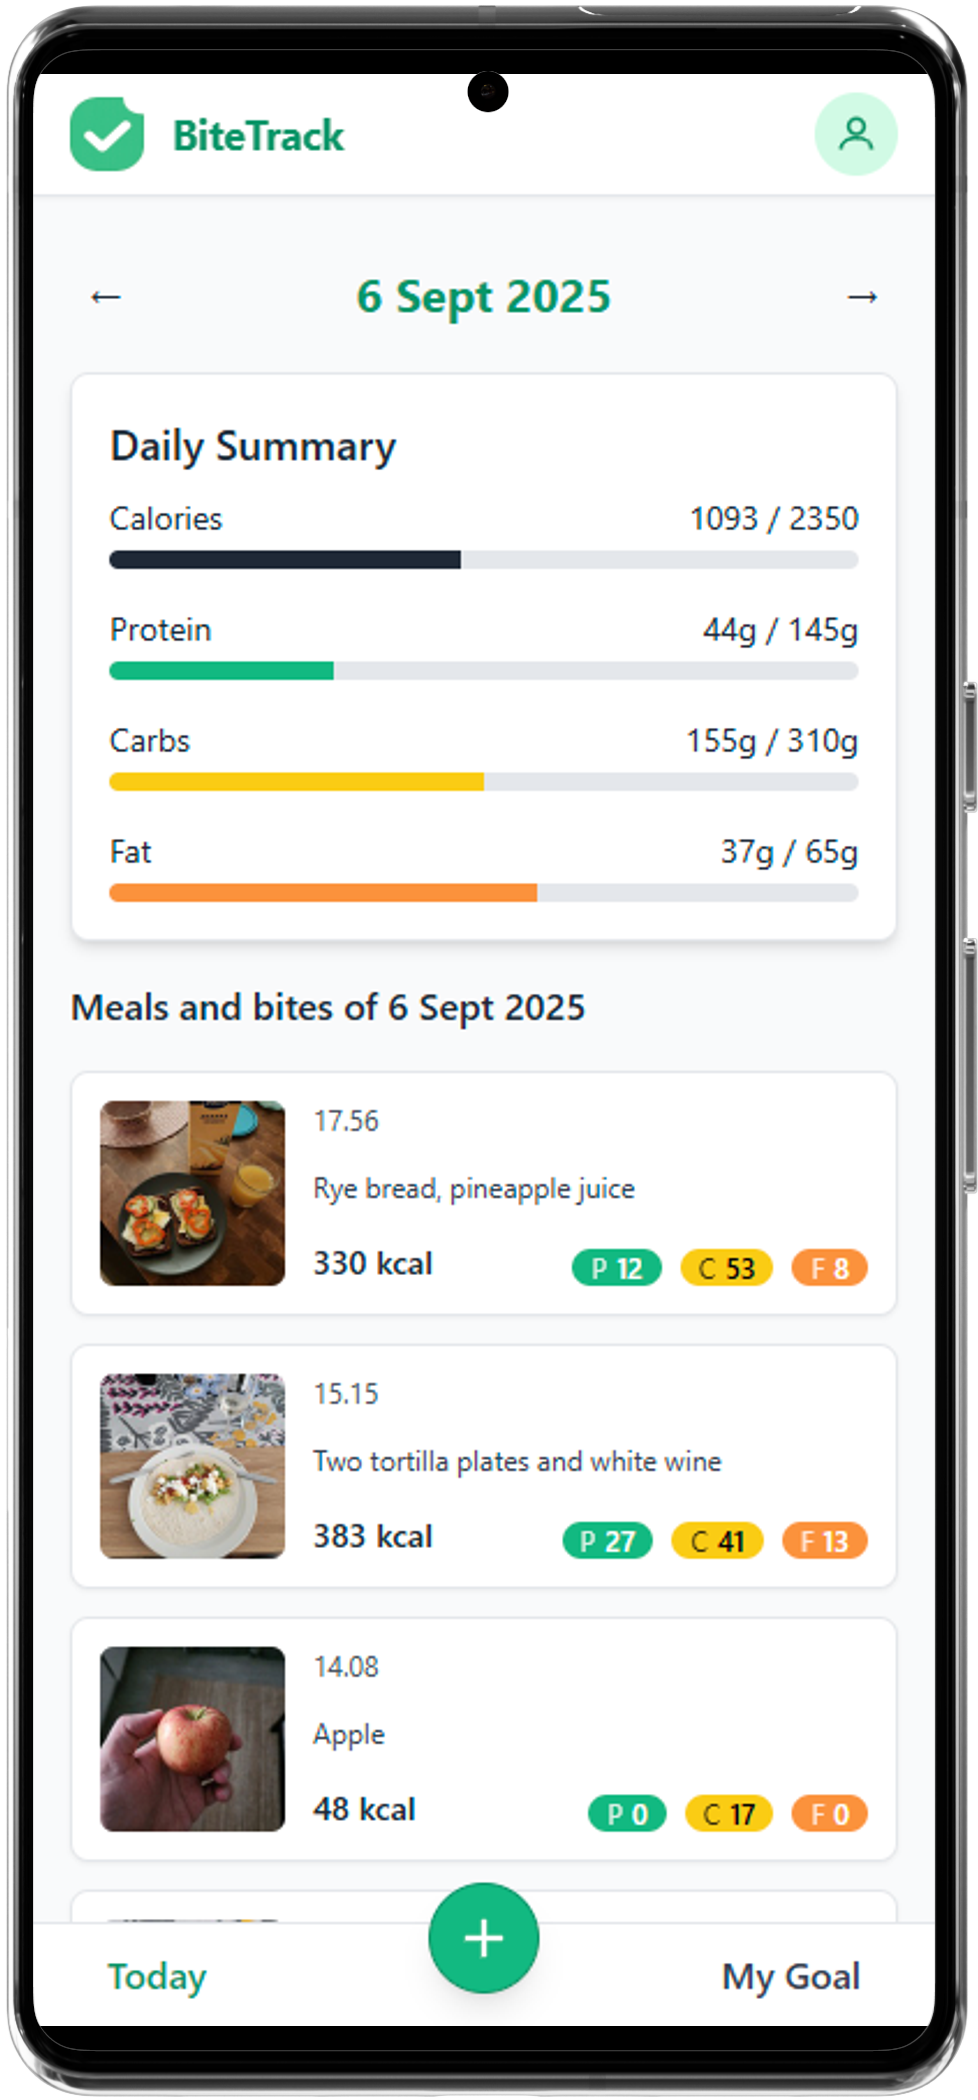 BiteTrack
← 6 Sept 2025 →
Daily Summary
Calories 1093 / 2350
Protein 44g / 145g
Carbs 155g / 310g
Fat 37g / 65g
Meals and bites of 6 Sept 2025
17.56
Rye bread, pineapple juice
330 kcal P 12 C 53 F 8
15.15
Two tortilla plates and white wine
383 kcal P 27 C 41 F 13
14.08
Apple
48 kcal P 0 C 17 F 0
+
Today My Goal